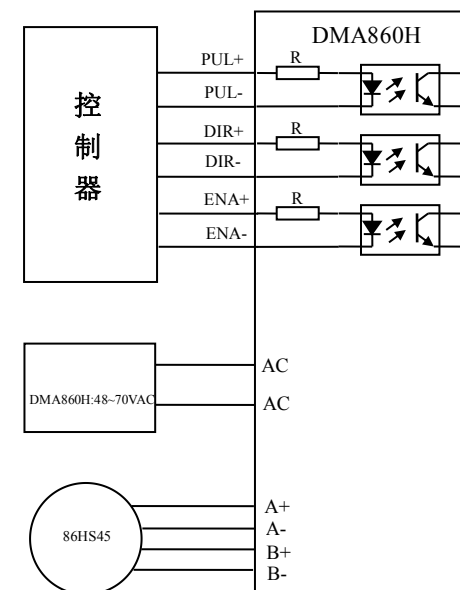 DMA860H
控
制
器
PUL+
R
PUL-
DIR+
R
DIR-
ENA+
R
ENA-
AC
DMA860H:48~70VAC
AC
86HS45
A+
A-
B+
B-